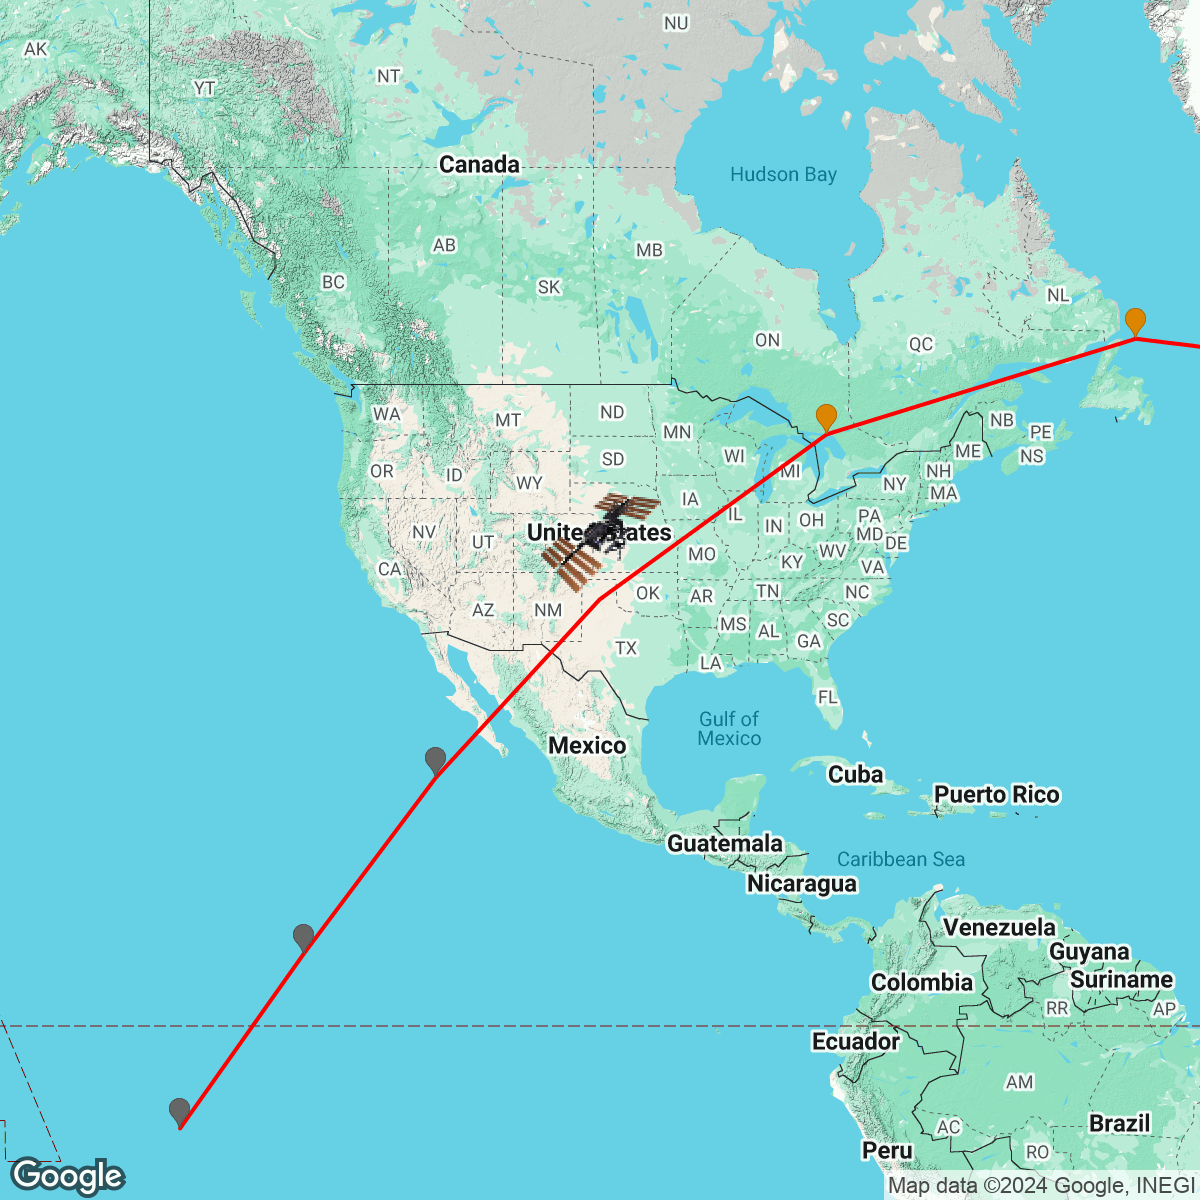 NU
AK
NT
YT
Canada
Hudson Bay
AB
MB
BC
SK
NL
ON
QC
WA
ND
MT
MN
NB
PE
NS
ME
WI
SD
OR
ID
MI
NH
WY
NY
MA
IA
IL
PA
OH
IN
NV
United States
MD
DE
UT
WV
MO
KY
VA
CA
OK
TN
NC
AR
AZ
NM
MS
SC
AL
GA
TX
LA
FL
Gulf of
Mexico
Mexico
Cuba
Puerto Rico
Guatemala
Caribbean Sea
Nicaragua
Venezuela
Guyana
Colombia
Suriname
RR
AP
Ecuador
AM
Brazil
AC
Peru
RO
Google
Map data ©2024 Google, INEGI